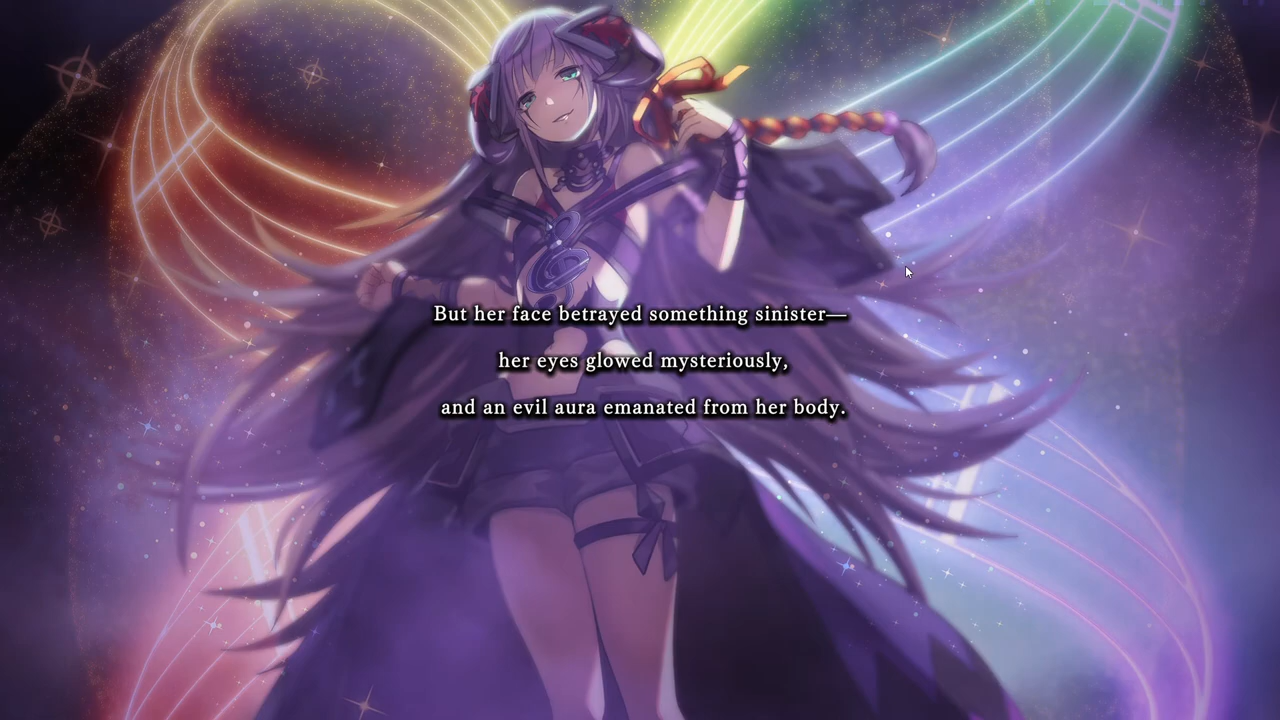 But her face betrayed something sinister—
her eyes glowed mysteriously,
and an evil aura emanated from her body.